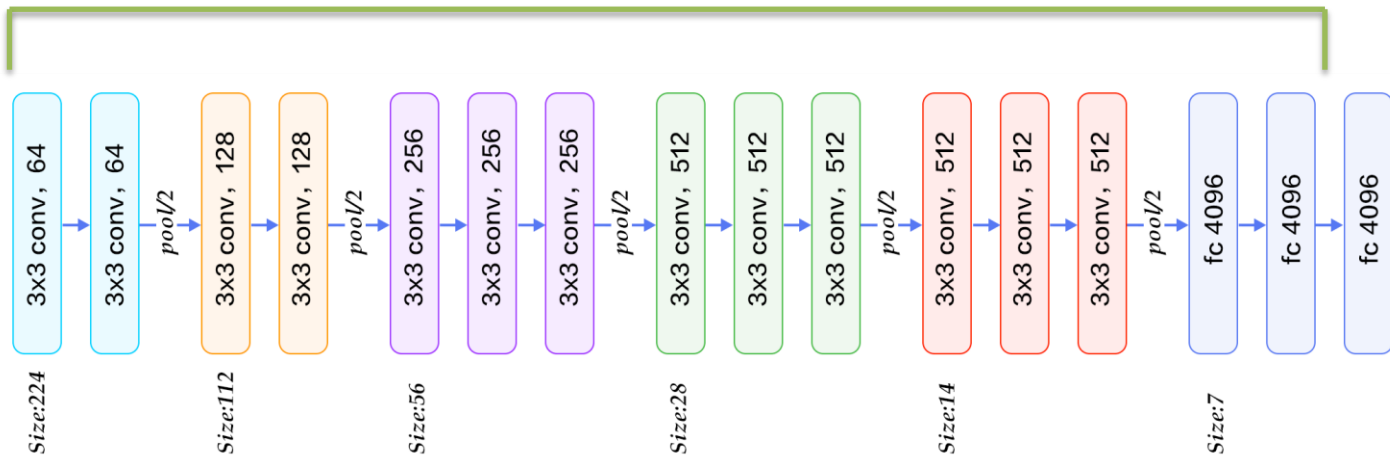 3x3 conv, 64
3x3 conv, 64
pool/2
3x3 conv, 128
3x3 conv, 128
pool/2
3x3 conv, 256
3x3 conv, 256
3x3 conv, 256
pool/2
3x3 conv, 512
3x3 conv, 512
3x3 conv, 512
pool/2
3x3 conv, 512
3x3 conv, 512
3x3 conv, 512
pool/2
fc 4096
fc 4096
fc 4096
Size:224
Size:112
Size:56
Size:28
Size:14
Size:7